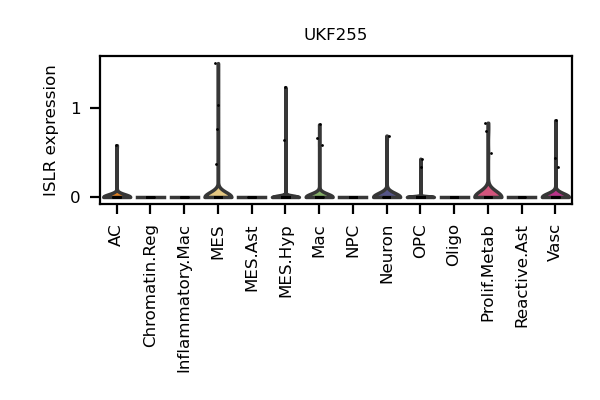 UKF255
ISLR expression
1
0
AC
Chromatin.Reg
Inflammatory.Mac
MES
MES.Ast
MES.Hyp
Mac
NPC
Neuron
OPC
Oligo
Prolif.Metab
Reactive.Ast
Vasc